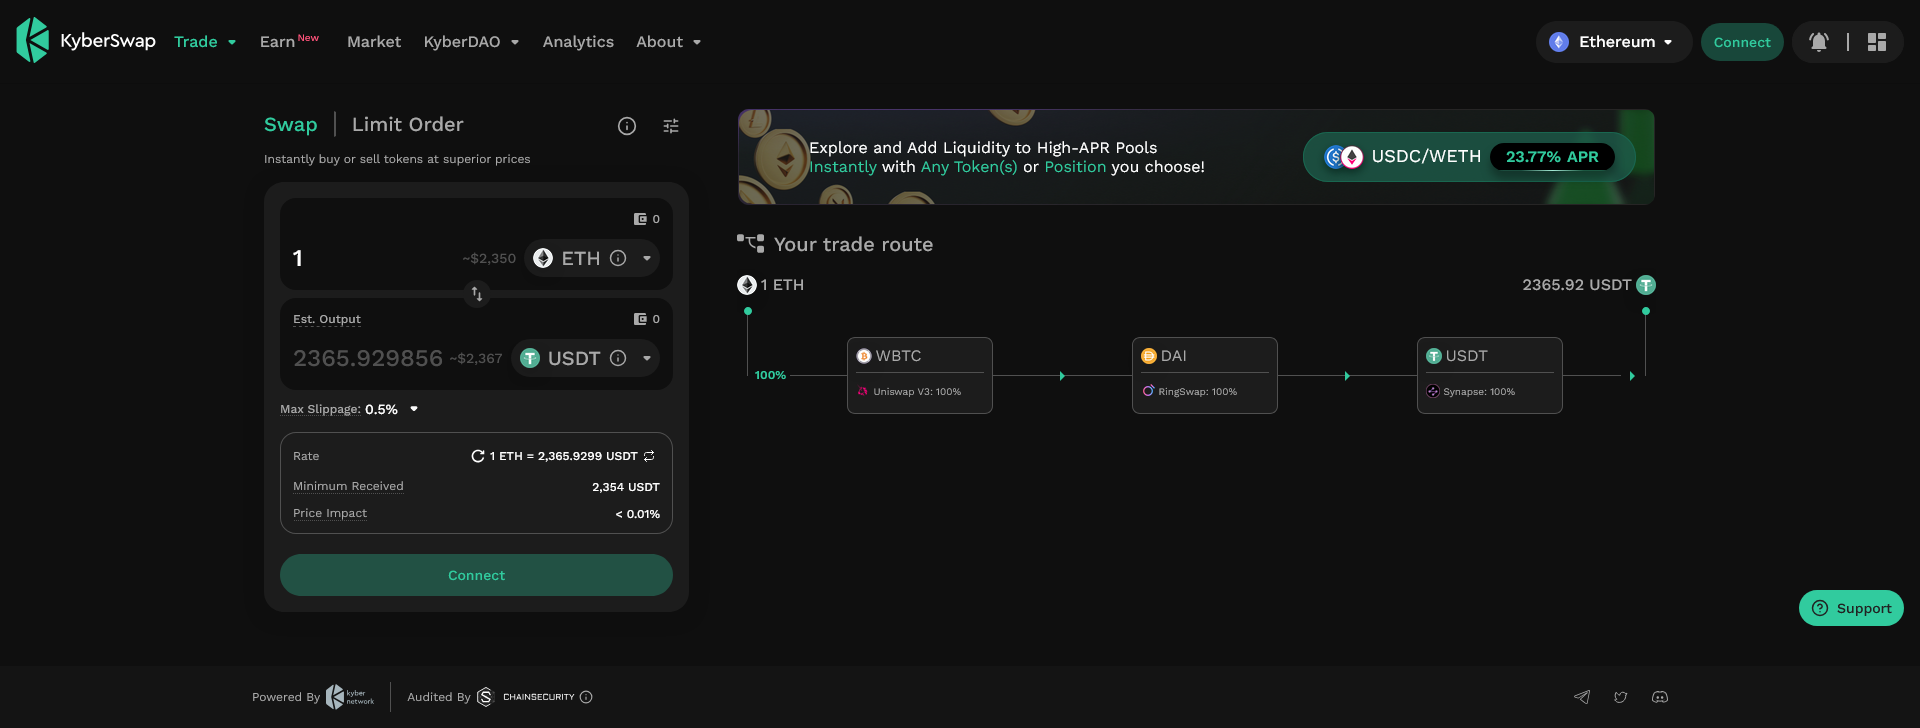 KyberSwap
Trade
Earn New
Market
KyberDAO
Analytics
About
Ethereum
Connect
Swap
Limit Order
Instantly buy or sell tokens at superior prices
0
1
~$2,350
ETH
Est. Output
0
2365.929856
~$2,367
USDT
Max Slippage: 0.5%
Rate
1 ETH = 2,365.9299 USDT
Minimum Received
2,354 USDT
Price Impact
< 0.01%
Connect
Explore and Add Liquidity to High-APR Pools
Instantly with Any Token(s) or Position you choose!
USDC/WETH
23.77% APR
Your trade route
1 ETH
2365.92 USDT
100%
WBTC
Uniswap V3: 100%
DAI
RingSwap: 100%
USDT
Synapse: 100%
Support
Powered By
kyber
network
Audited By
CHAINSECURITY